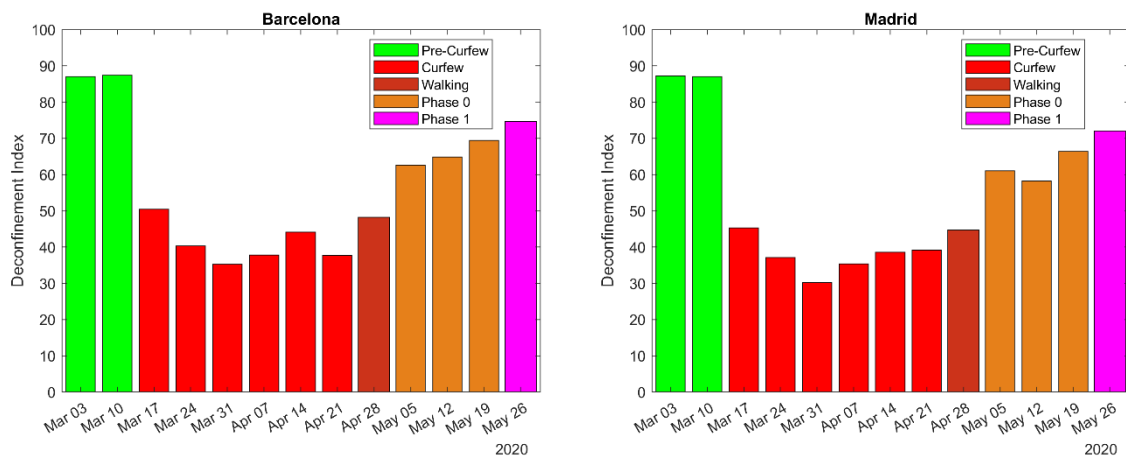 Barcelona
Deconfinement Index
100
90
80
70
60
50
40
30
20
10
0
Pre-Curfew
Curfew
Walking
Phase 0
Phase 1
Mar 03
Mar 10
Mar 17
Mar 24
Mar 31
Apr 07
Apr 14
Apr 21
Apr 28
May 05
May 12
May 19
May 26
2020
Madrid
Deconfinement Index
100
90
80
70
60
50
40
30
20
10
0
Pre-Curfew
Curfew
Walking
Phase 0
Phase 1
Mar 03
Mar 10
Mar 17
Mar 24
Mar 31
Apr 07
Apr 14
Apr 21
Apr 28
May 05
May 12
May 19
May 26
2020